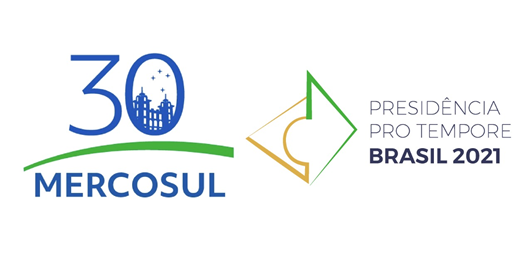 30
MERCOSUL
PRESIDÊNCIA
PRO TEMPORE
BRASIL 2021